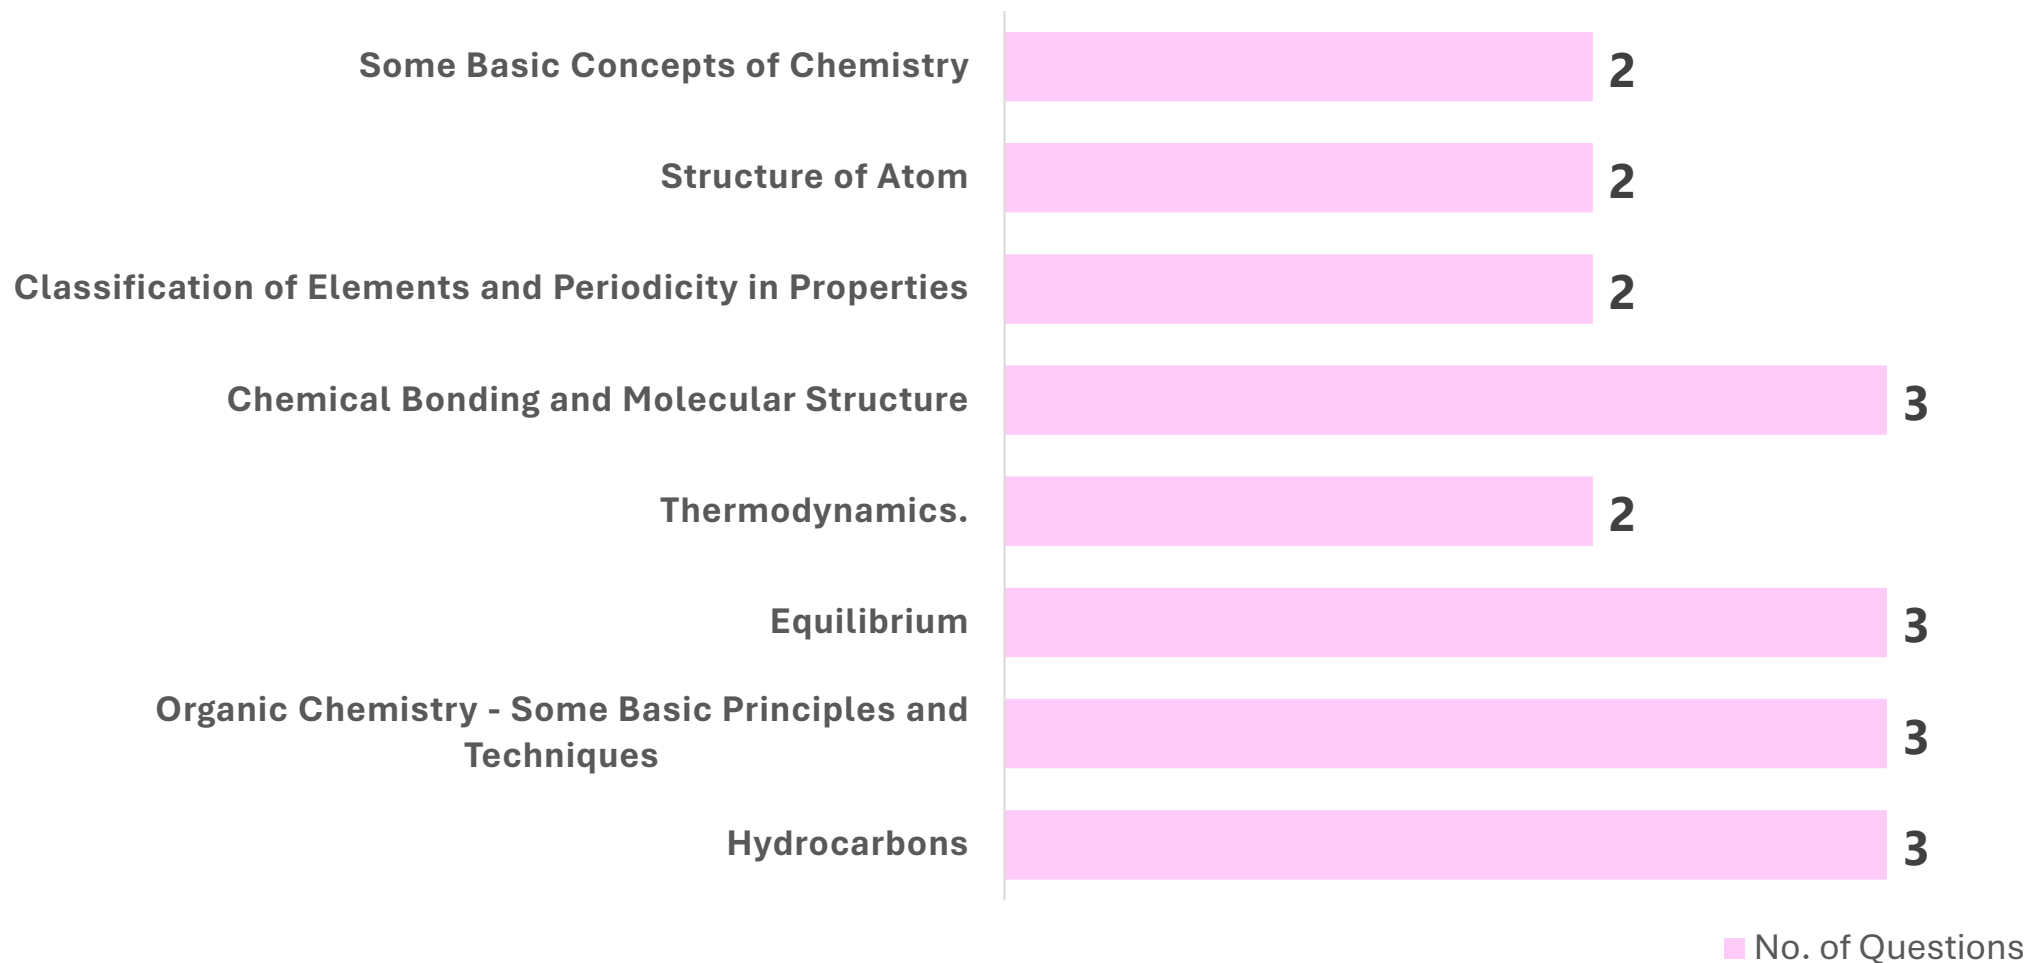 Some Basic Concepts of Chemistry 2
Structure of Atom 2
Classification of Elements and Periodicity in Properties 2
Chemical Bonding and Molecular Structure 3
Thermodynamics. 2
Equilibrium 3
Organic Chemistry - Some Basic Principles and
Techniques 3
Hydrocarbons 3
No. of Questions